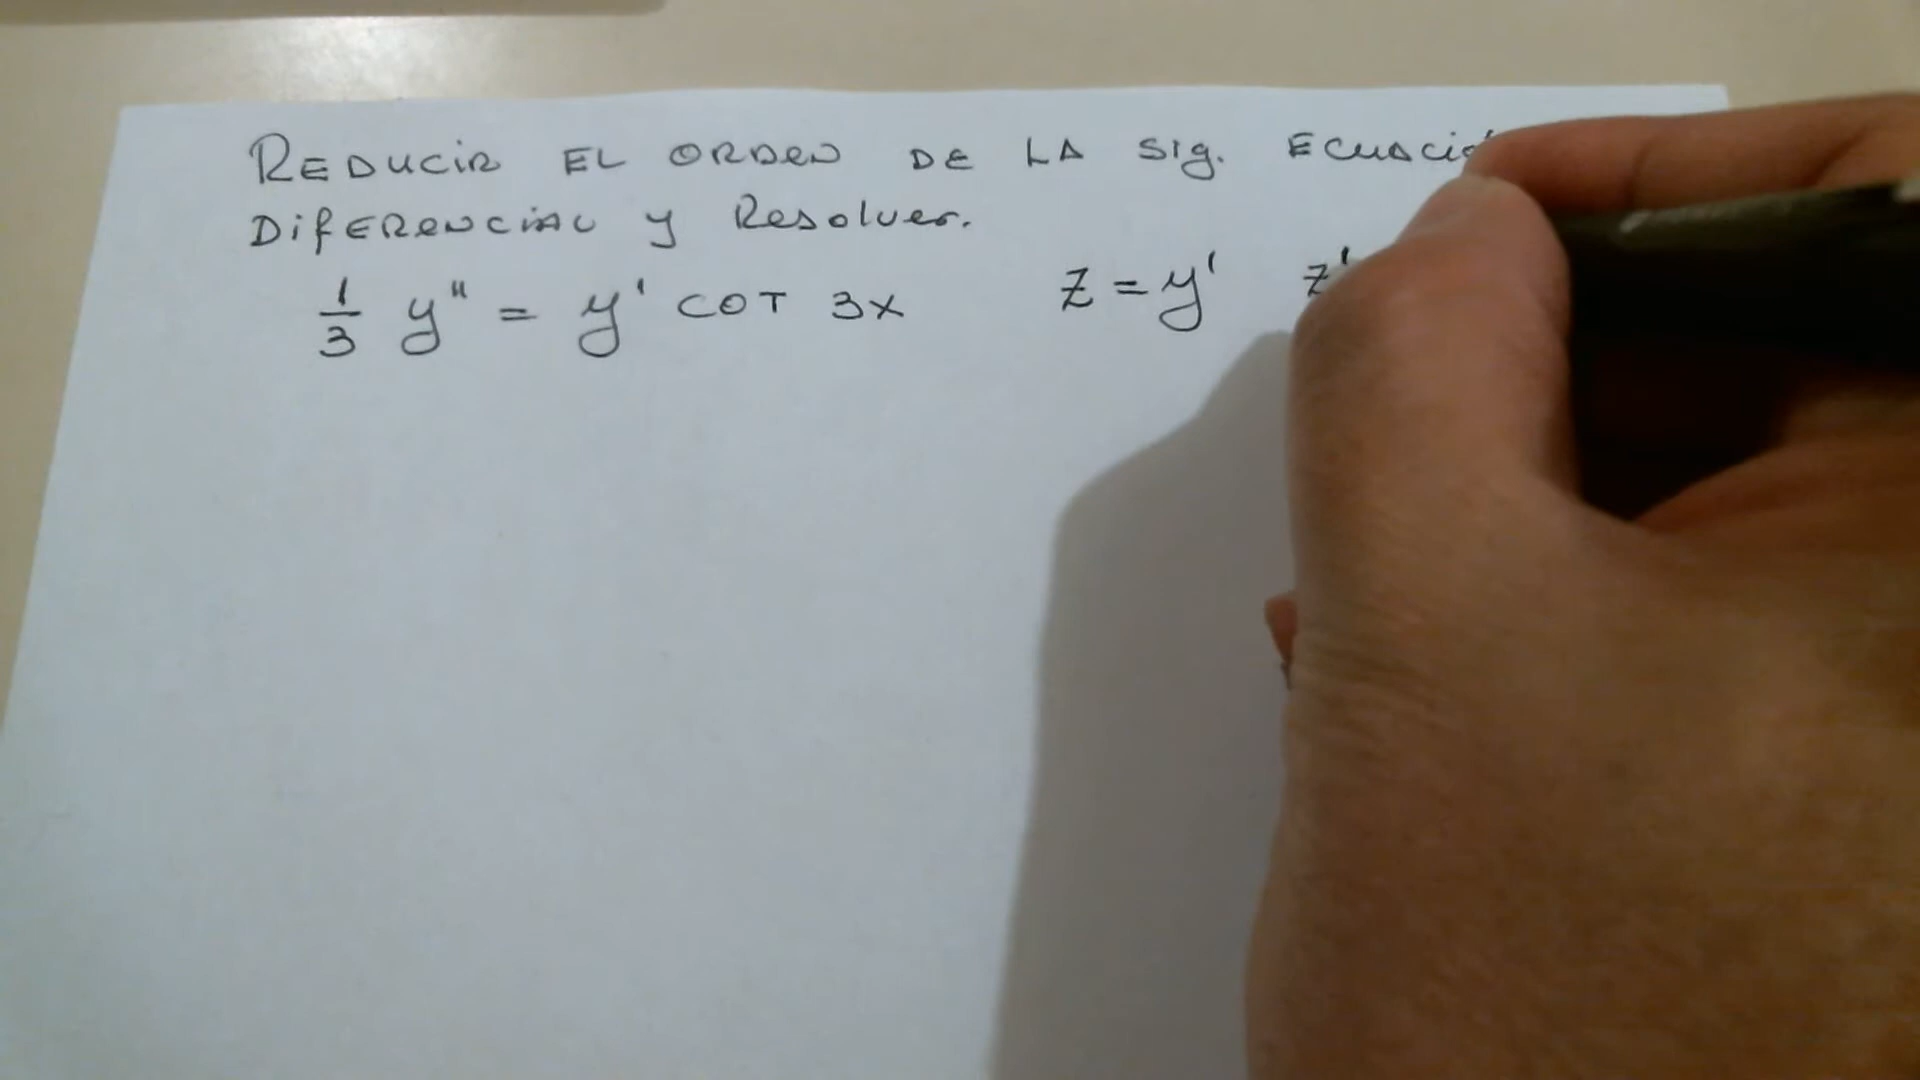 REDUCIR EL ORDEN DE LA SIG.
DIFERENCIAL Y RESOLVER.
1/3 y" = y' COT 3x z = y' z'